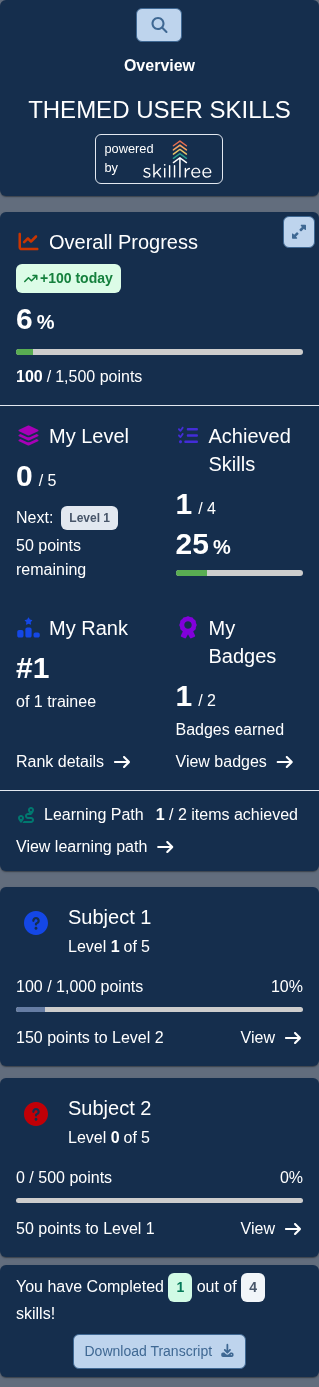 Overview
THEMED USER SKILLS
powered
by
skilltree
Overall Progress
+100 today
6 %
100 / 1,500 points
My Level
0 / 5
Next: Level 1
50 points
remaining
Achieved
Skills
1 / 4
25 %
My Rank
#1
of 1 trainee
Rank details
My
Badges
1 / 2
Badges earned
View badges
Learning Path 1 / 2 items achieved
View learning path
Subject 1
Level 1 of 5
100 / 1,000 points 10%
150 points to Level 2 View
Subject 2
Level 0 of 5
0 / 500 points 0%
50 points to Level 1 View
You have Completed 1 out of 4
skills!
Download Transcript